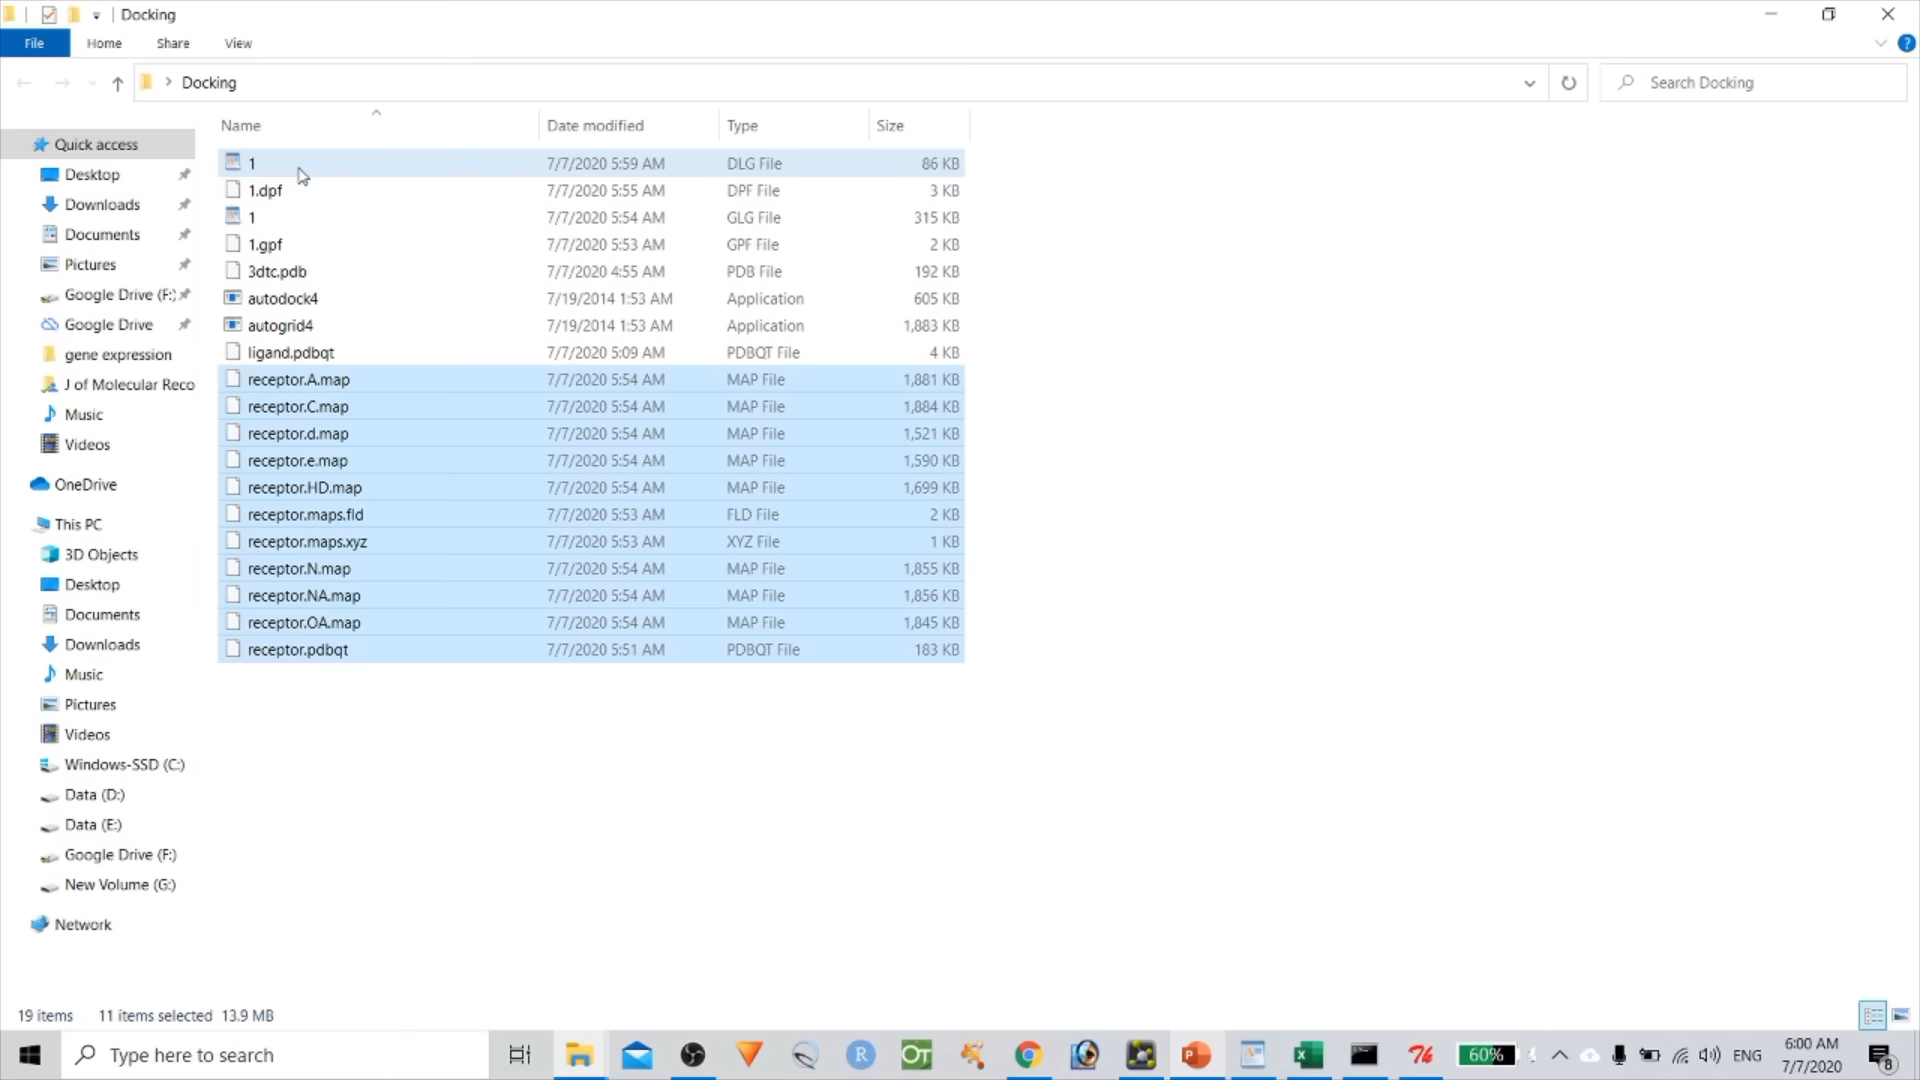 Docking
File Home Share View
Docking
Search Docking
Name Date modified Type Size
Quick access
Desktop
Downloads
Documents
Pictures
Google Drive (F:)
Google Drive
gene expression
J of Molecular Reco
Music
Videos
OneDrive
This PC
3D Objects
Desktop
Documents
Downloads
Music
Pictures
Videos
Windows-SSD (C:)
Data (D:)
Data (E:)
Google Drive (F:)
New Volume (G:)
Network
1 7/7/2020 5:59 AM DLG File 86 KB
1.dpf 7/7/2020 5:55 AM DPF File 3 KB
1 7/7/2020 5:54 AM GLG File 315 KB
1.gpf 7/7/2020 5:53 AM GPF File 2 KB
3dtc.pdb 7/7/2020 4:55 AM PDB File 192 KB
autodock4 7/19/2014 1:53 AM Application 605 KB
autogrid4 7/19/2014 1:53 AM Application 1,883 KB
ligand.pdbqt 7/7/2020 5:09 AM PDBQT File 4 KB
receptor.A.map 7/7/2020 5:54 AM MAP File 1,881 KB
receptor.C.map 7/7/2020 5:54 AM MAP File 1,884 KB
receptor.d.map 7/7/2020 5:54 AM MAP File 1,521 KB
receptor.e.map 7/7/2020 5:54 AM MAP File 1,590 KB
receptor.HD.map 7/7/2020 5:54 AM MAP File 1,699 KB
receptor.maps.fld 7/7/2020 5:53 AM FLD File 2 KB
receptor.maps.xyz 7/7/2020 5:53 AM XYZ File 1 KB
receptor.N.map 7/7/2020 5:54 AM MAP File 1,855 KB
receptor.NA.map 7/7/2020 5:54 AM MAP File 1,856 KB
receptor.OA.map 7/7/2020 5:54 AM MAP File 1,845 KB
receptor.pdbqt 7/7/2020 5:51 AM PDBQT File 183 KB
19 items 11 items selected 13.9 MB
Type here to search
60%
ENG
6:00 AM
7/7/2020
8